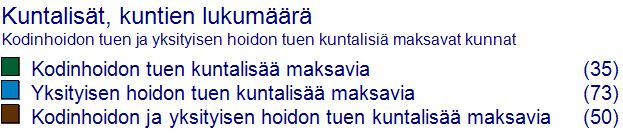 Kuntalisät, kuntien lukumäärä
Kodinhoidon tuen ja yksityisen hoidon tuen kuntalisiä maksavat kunnat
Kodinhoidon tuen kuntalisää maksavia (35)
Yksityisen hoidon tuen kuntalisää maksavia (73)
Kodinhoidon ja yksityisen hoidon tuen kuntalisää maksavia (50)